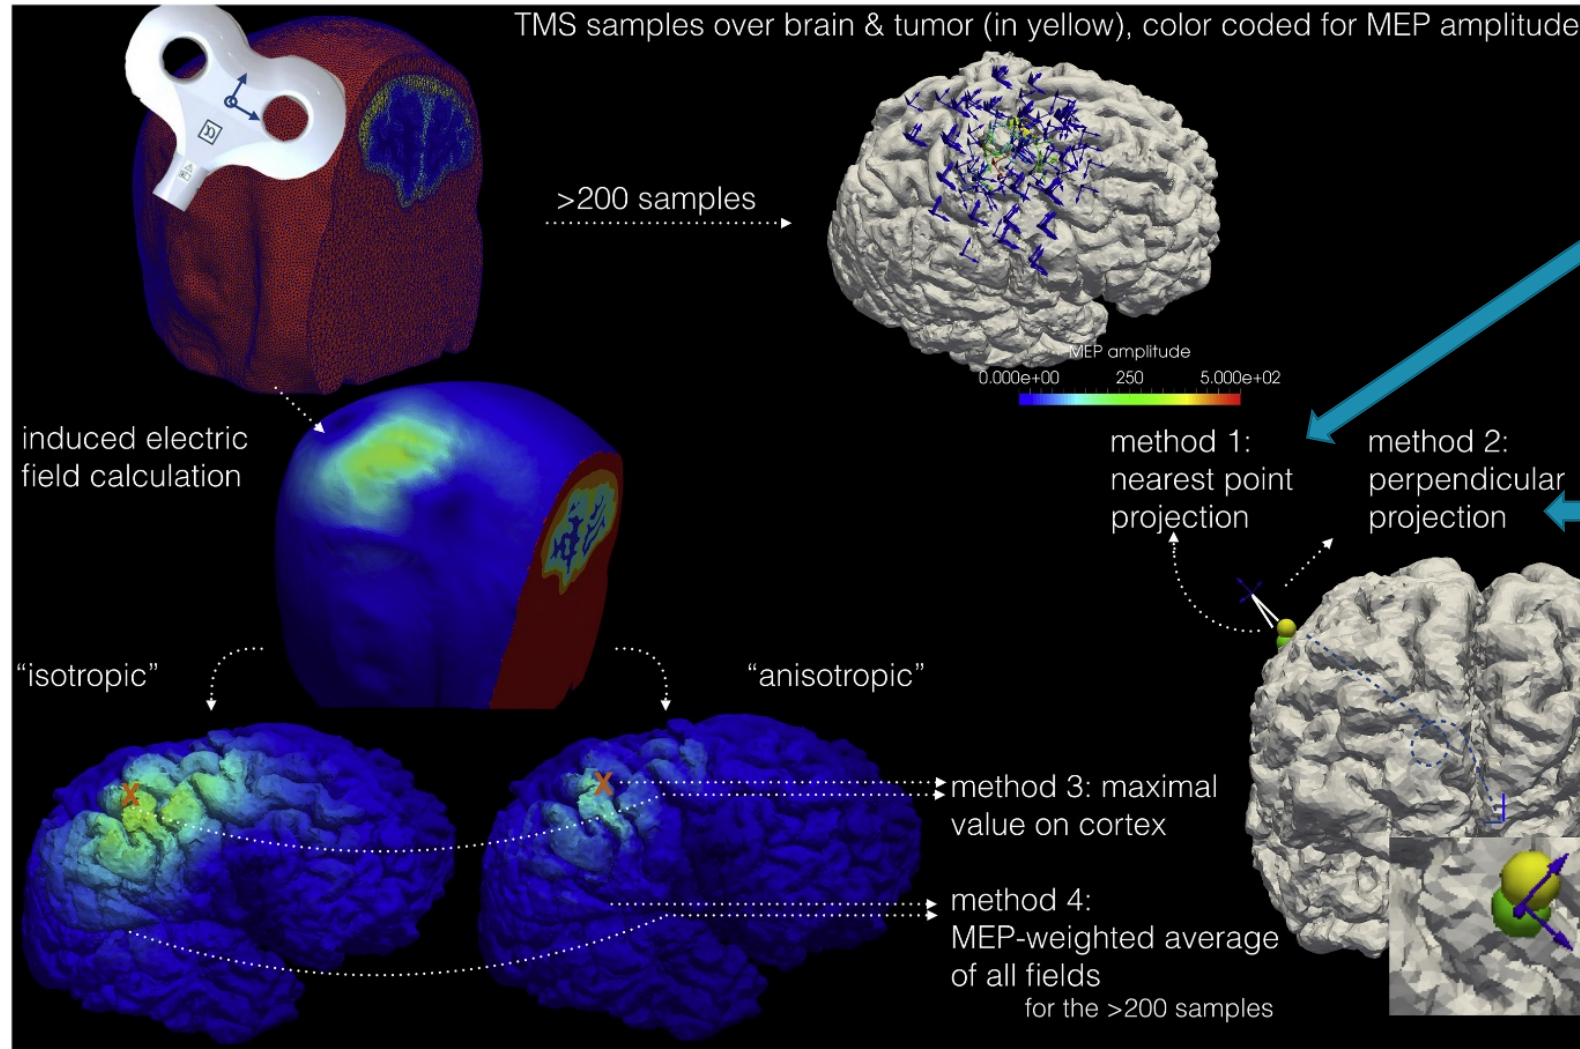 TMS samples over brain & tumor (in yellow), color coded for MEP amplitude
>200 samples
MEP amplitude
0.000e+00 250 5.000e+02
induced electric
field calculation
method 1:
nearest point
projection
method 2:
perpendicular
projection
"isotropic"
"anisotropic"
method 3: maximal
value on cortex
method 4:
MEP-weighted average
of all fields
for the >200 samples